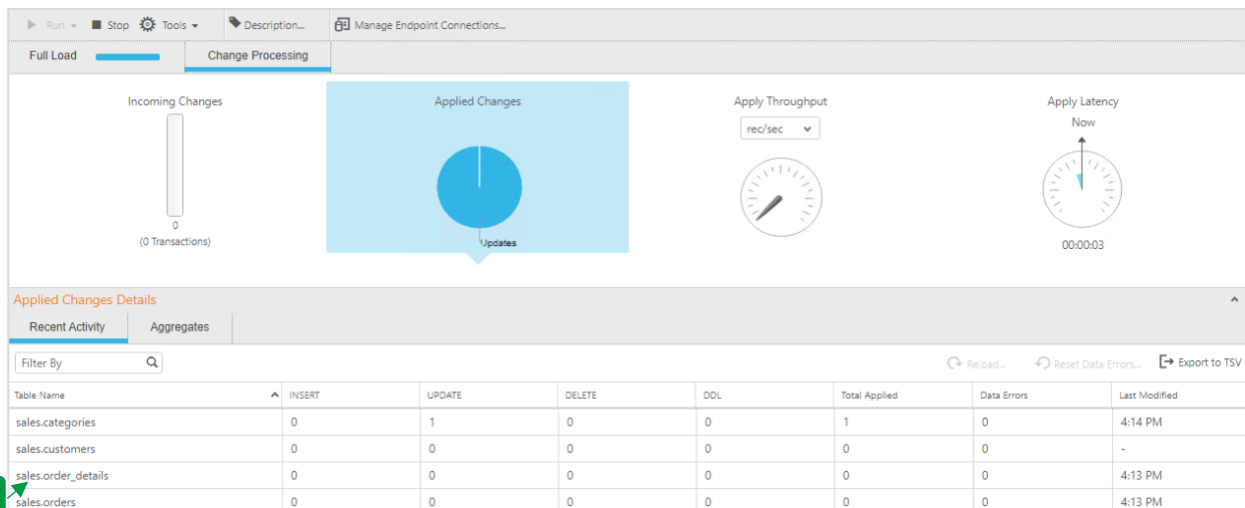 Run Stop Tools Description... Manage Endpoint Connections...
Full Load Change Processing
Incoming Changes Applied Changes Apply Throughput Apply Latency
rec/sec Now
0
(0 Transactions) Updates 00:00:03
Applied Changes Details
Recent Activity Aggregates
Filter By Reload... Reset Data Errors... Export to TSV
Table Name INSERT UPDATE DELETE DDL Total Applied Data Errors Last Modified
sales.categories 0 1 0 0 1 0 4:14 PM
sales.customers 0 0 0 0 0 0 -
sales.order_details 0 0 0 0 0 0 4:13 PM
sales.orders 0 0 0 0 0 0 4:13 PM